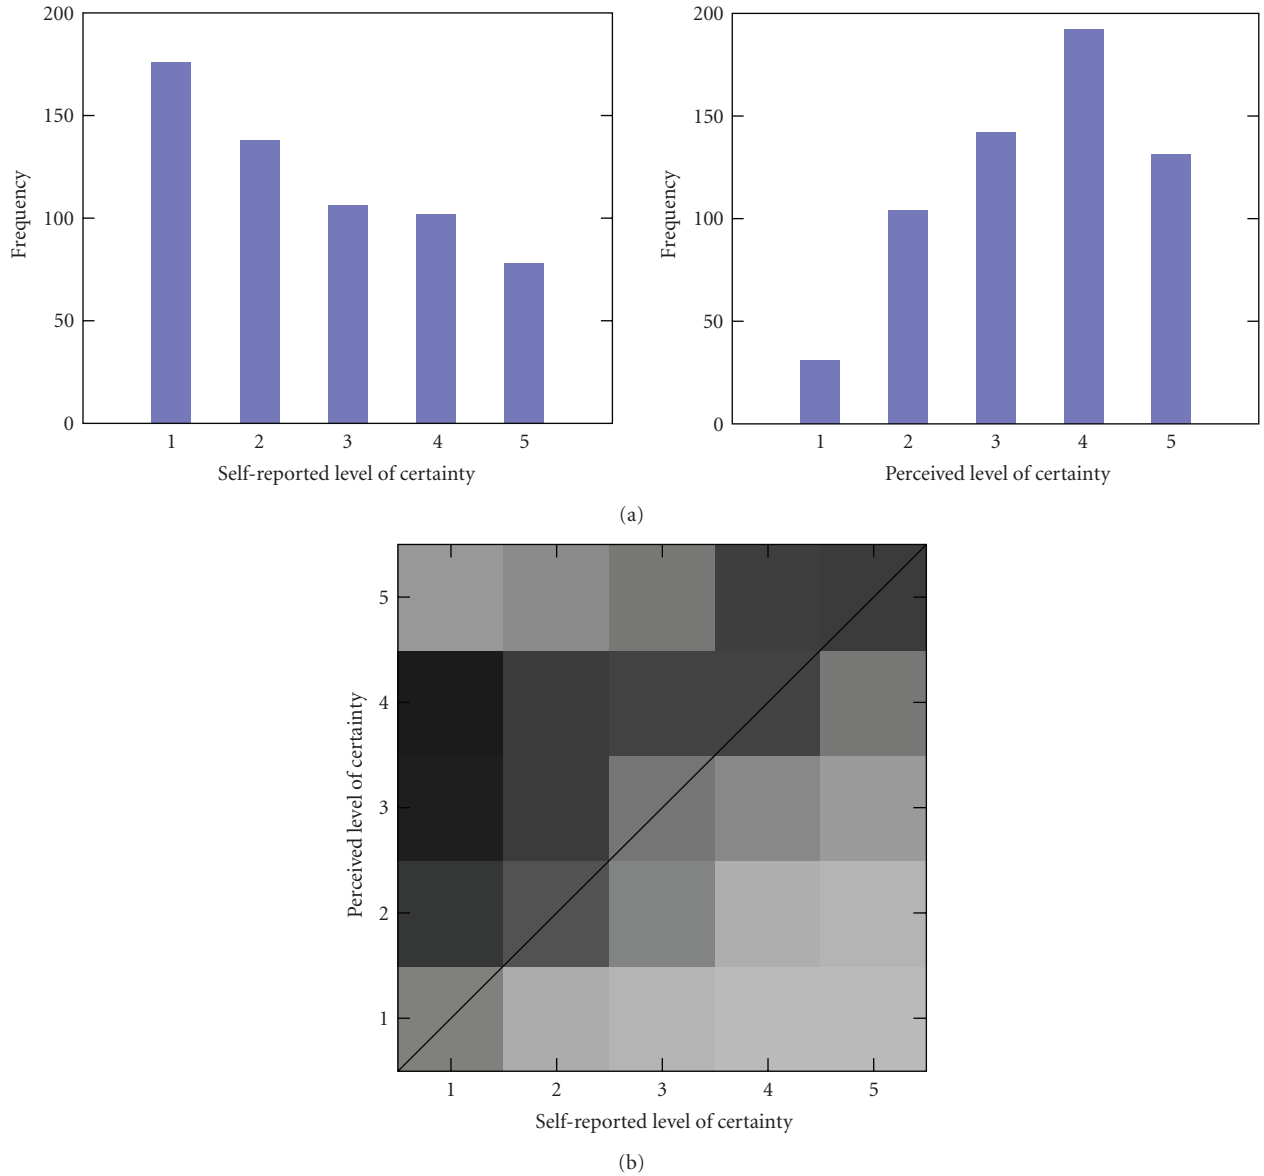 200
150
100
50
0
Frequency
1 2 3 4 5
Self-reported level of certainty
200
150
100
50
0
Frequency
1 2 3 4 5
Perceived level of certainty
(a)
5
4
3
2
1
Perceived level of certainty
1 2 3 4 5
Self-reported level of certainty
(b)